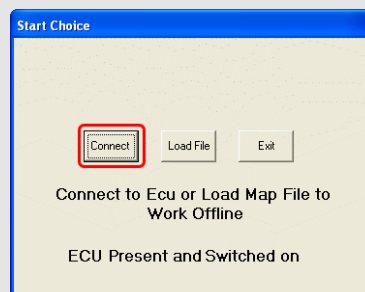 Start Choice
Connect Load File Exit
Connect to Ecu or Load Map File to
Work Offline
ECU Present and Switched on